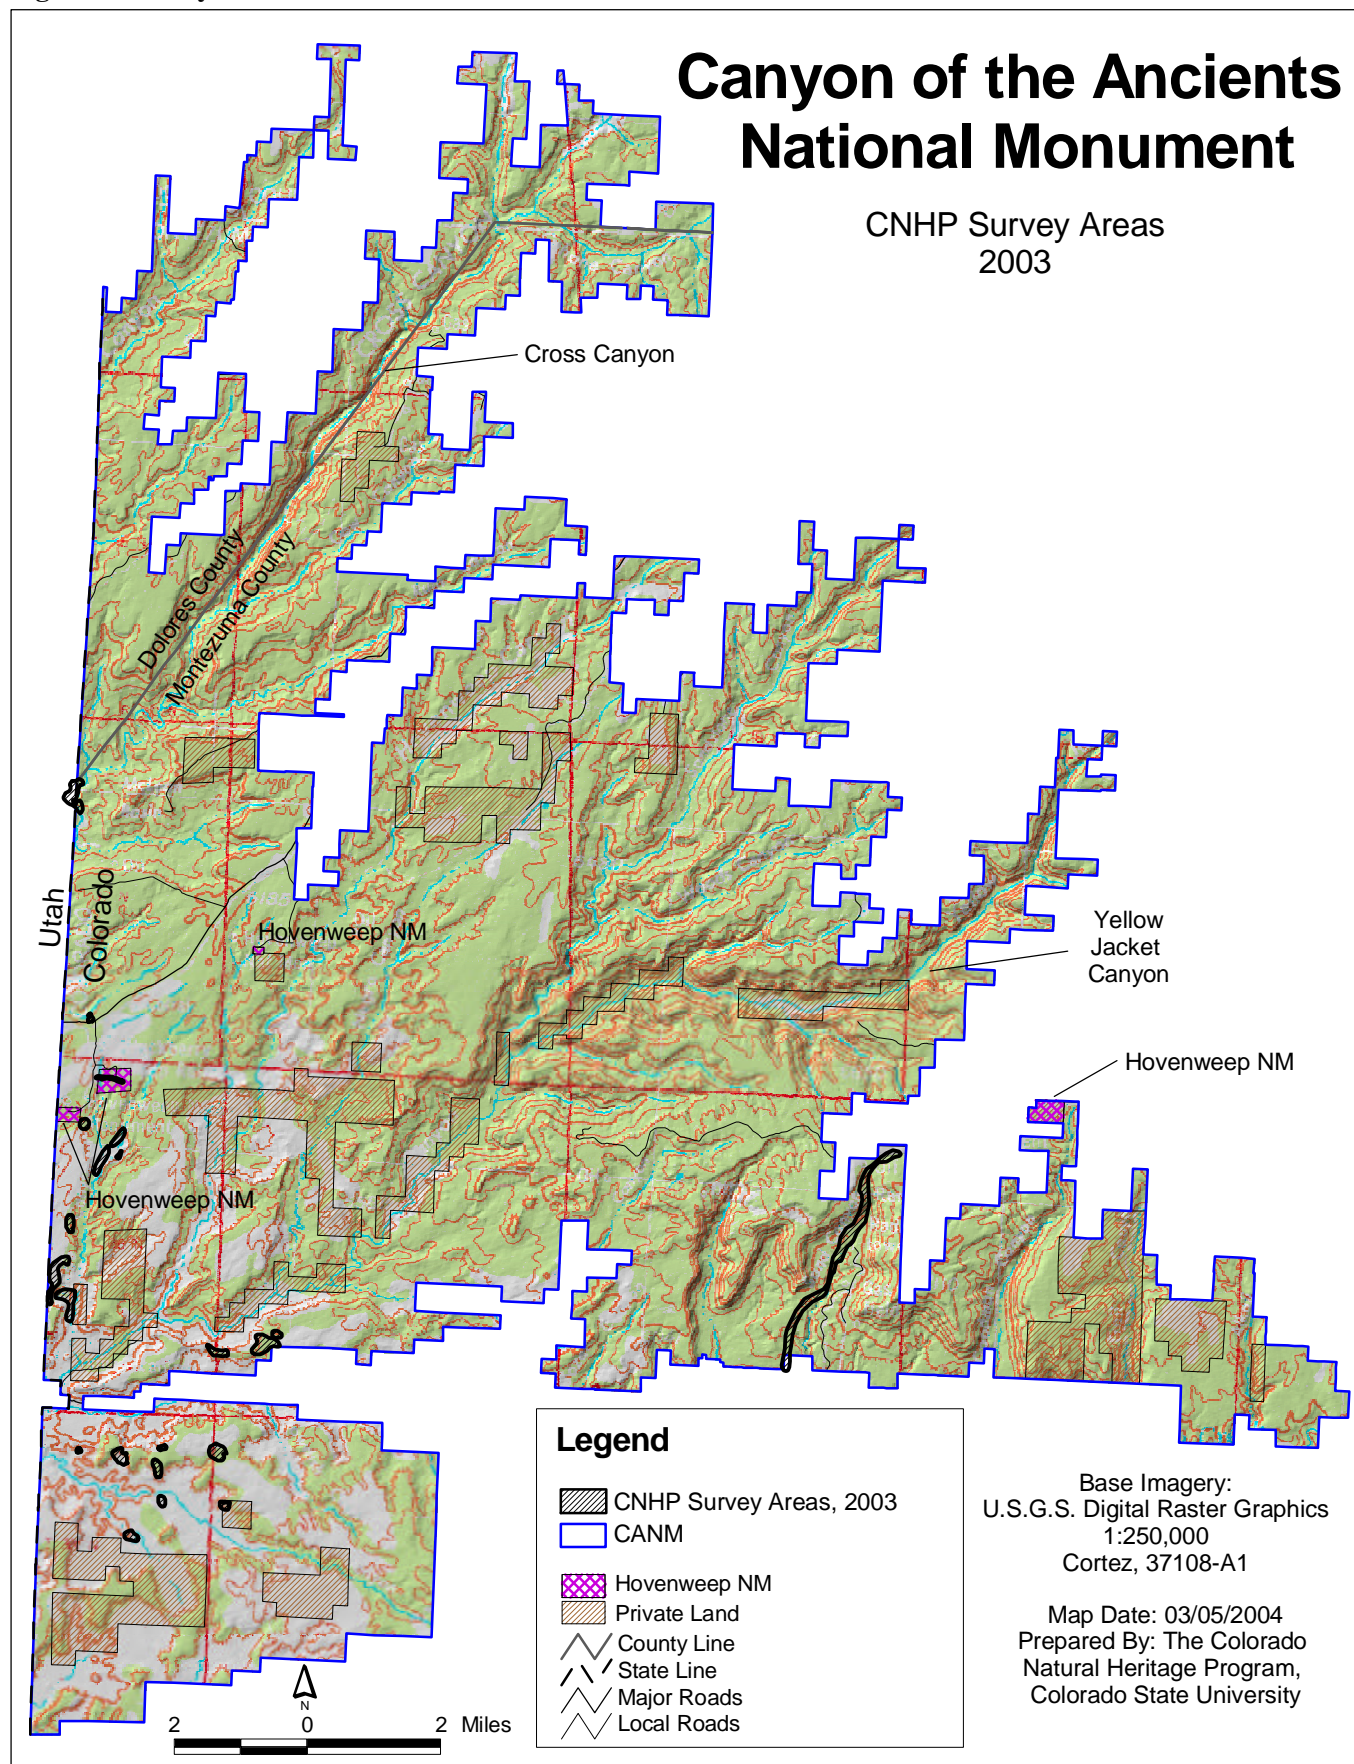 Canyon of the Ancients
National Monument
CNHP Survey Areas
2003
Cross Canyon
Dolores County
Montezuma County
Utah
Colorado
Hovenweep NM
Yellow
Jacket
Canyon
Hovenweep NM
Hovenweep NM
Legend
CNHP Survey Areas, 2003
CANM
Hovenweep NM
Private Land
County Line
State Line
Major Roads
Local Roads
Base Imagery:
U.S.G.S. Digital Raster Graphics
1:250,000
Cortez, 37108-A1
Map Date: 03/05/2004
Prepared By: The Colorado
Natural Heritage Program,
Colorado State University
N
2 0 2 Miles